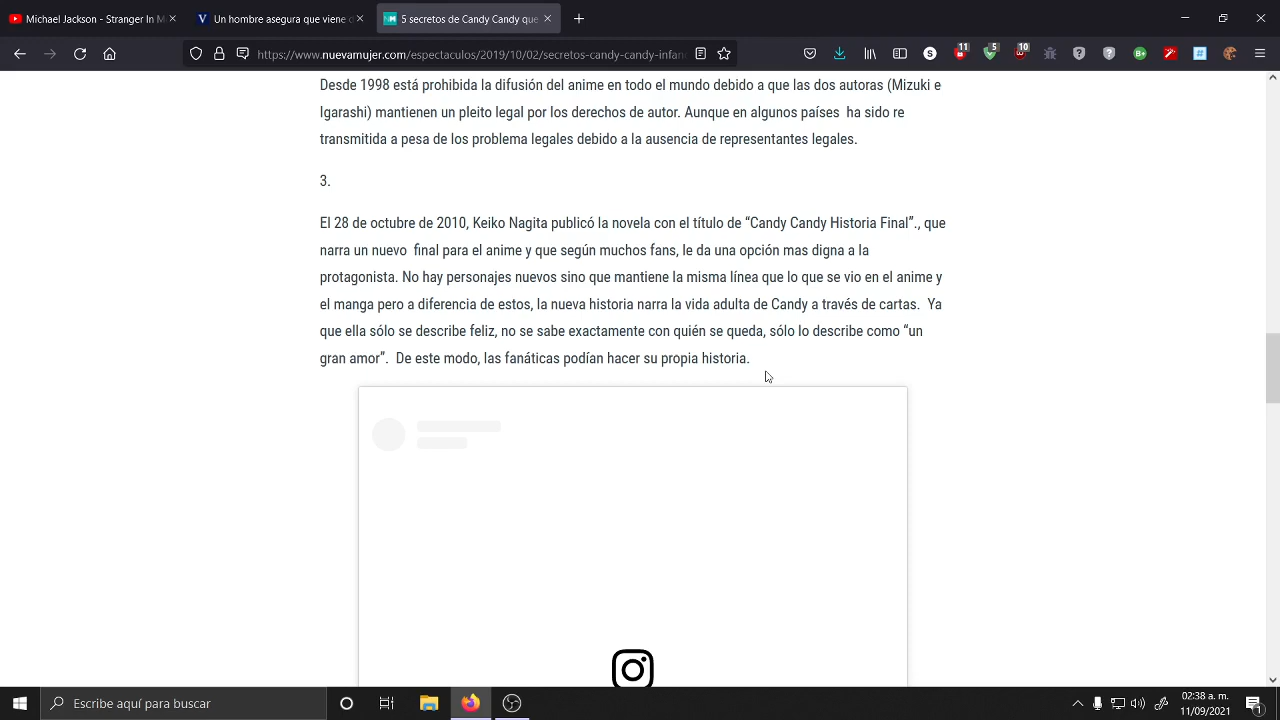 Michael Jackson - Stranger In M
Un hombre asegura que viene d
5 secretos de Candy Candy que
https://www.nuevamujer.com/espectaculos/2019/10/02/secretos-candy-candy-infan
11
5
10
Desde 1998 está prohibida la difusión del anime en todo el mundo debido a que las dos autoras (Mizuki e
Igarashi) mantienen un pleito legal por los derechos de autor. Aunque en algunos países ha sido re
transmitida a pesa de los problema legales debido a la ausencia de representantes legales.
3.
El 28 de octubre de 2010, Keiko Nagita publicó la novela con el título de “Candy Candy Historia Final”., que
narra un nuevo final para el anime y que según muchos fans, le da una opción mas digna a la
protagonista. No hay personajes nuevos sino que mantiene la misma línea que lo que se vio en el anime y
el manga pero a diferencia de estos, la nueva historia narra la vida adulta de Candy a través de cartas. Ya
que ella sólo se describe feliz, no se sabe exactamente con quién se queda, sólo lo describe como “un
gran amor”. De este modo, las fanáticas podían hacer su propia historia.
Escribe aquí para buscar
02:38 a. m.
11/09/2021
1